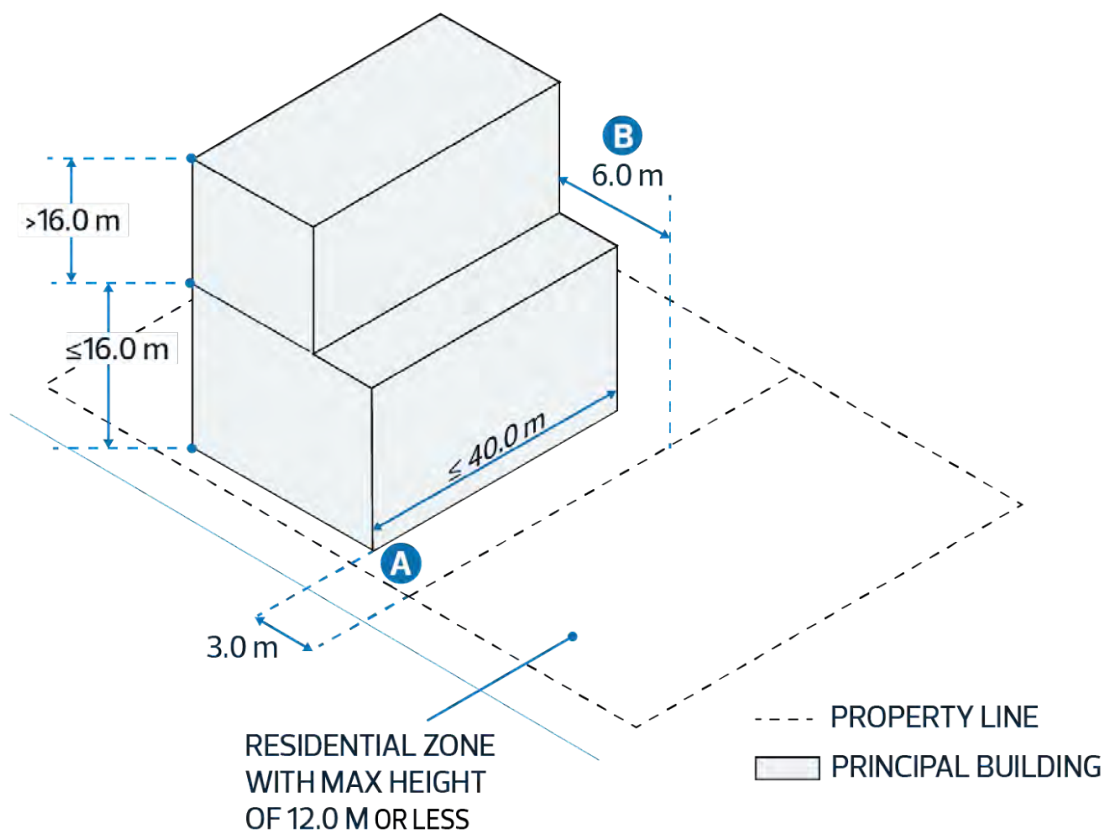 B
6.0 m
>16.0 m
≤16.0 m
≤ 40.0 m
A
3.0 m
RESIDENTIAL ZONE
WITH MAX HEIGHT
OF 12.0 M OR LESS
PROPERTY LINE
PRINCIPAL BUILDING